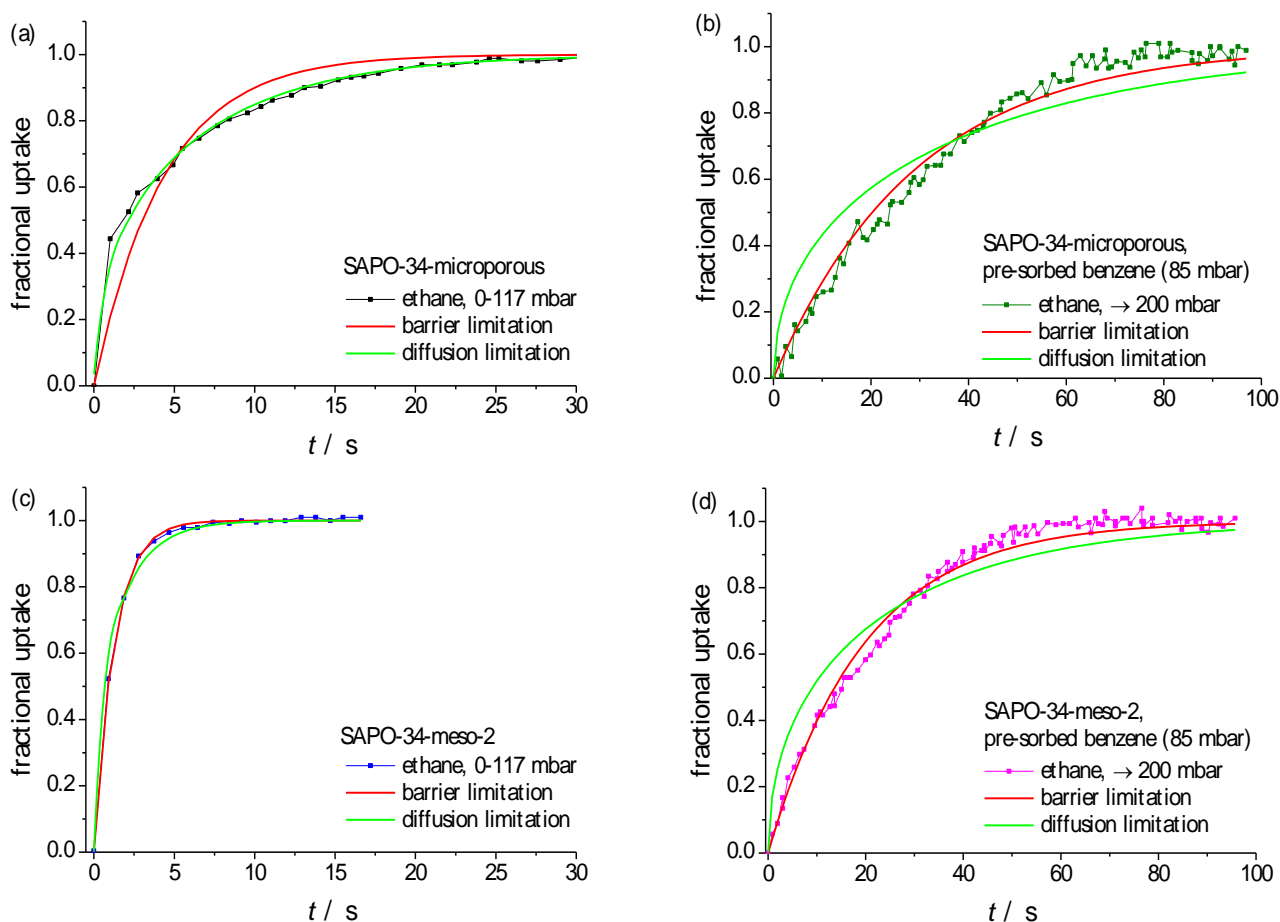 (a)
fractional uptake
1.0
0.8
0.6
0.4
0.2
0.0
SAPO-34-microporous
ethane, 0-117 mbar
barrier limitation
diffusion limitation
0 5 10 15 20 25 30
t / s
(b)
fractional uptake
1.0
0.8
0.6
0.4
0.2
0.0
SAPO-34-microporous,
pre-sorbed benzene (85 mbar)
ethane, → 200 mbar
barrier limitation
diffusion limitation
0 20 40 60 80 100
t / s
(c)
fractional uptake
1.0
0.8
0.6
0.4
0.2
0.0
SAPO-34-meso-2
ethane, 0-117 mbar
barrier limitation
diffusion limitation
0 5 10 15 20 25 30
t / s
(d)
fractional uptake
1.0
0.8
0.6
0.4
0.2
0.0
SAPO-34-meso-2,
pre-sorbed benzene (85 mbar)
ethane, → 200 mbar
barrier limitation
diffusion limitation
0 20 40 60 80 100
t / s